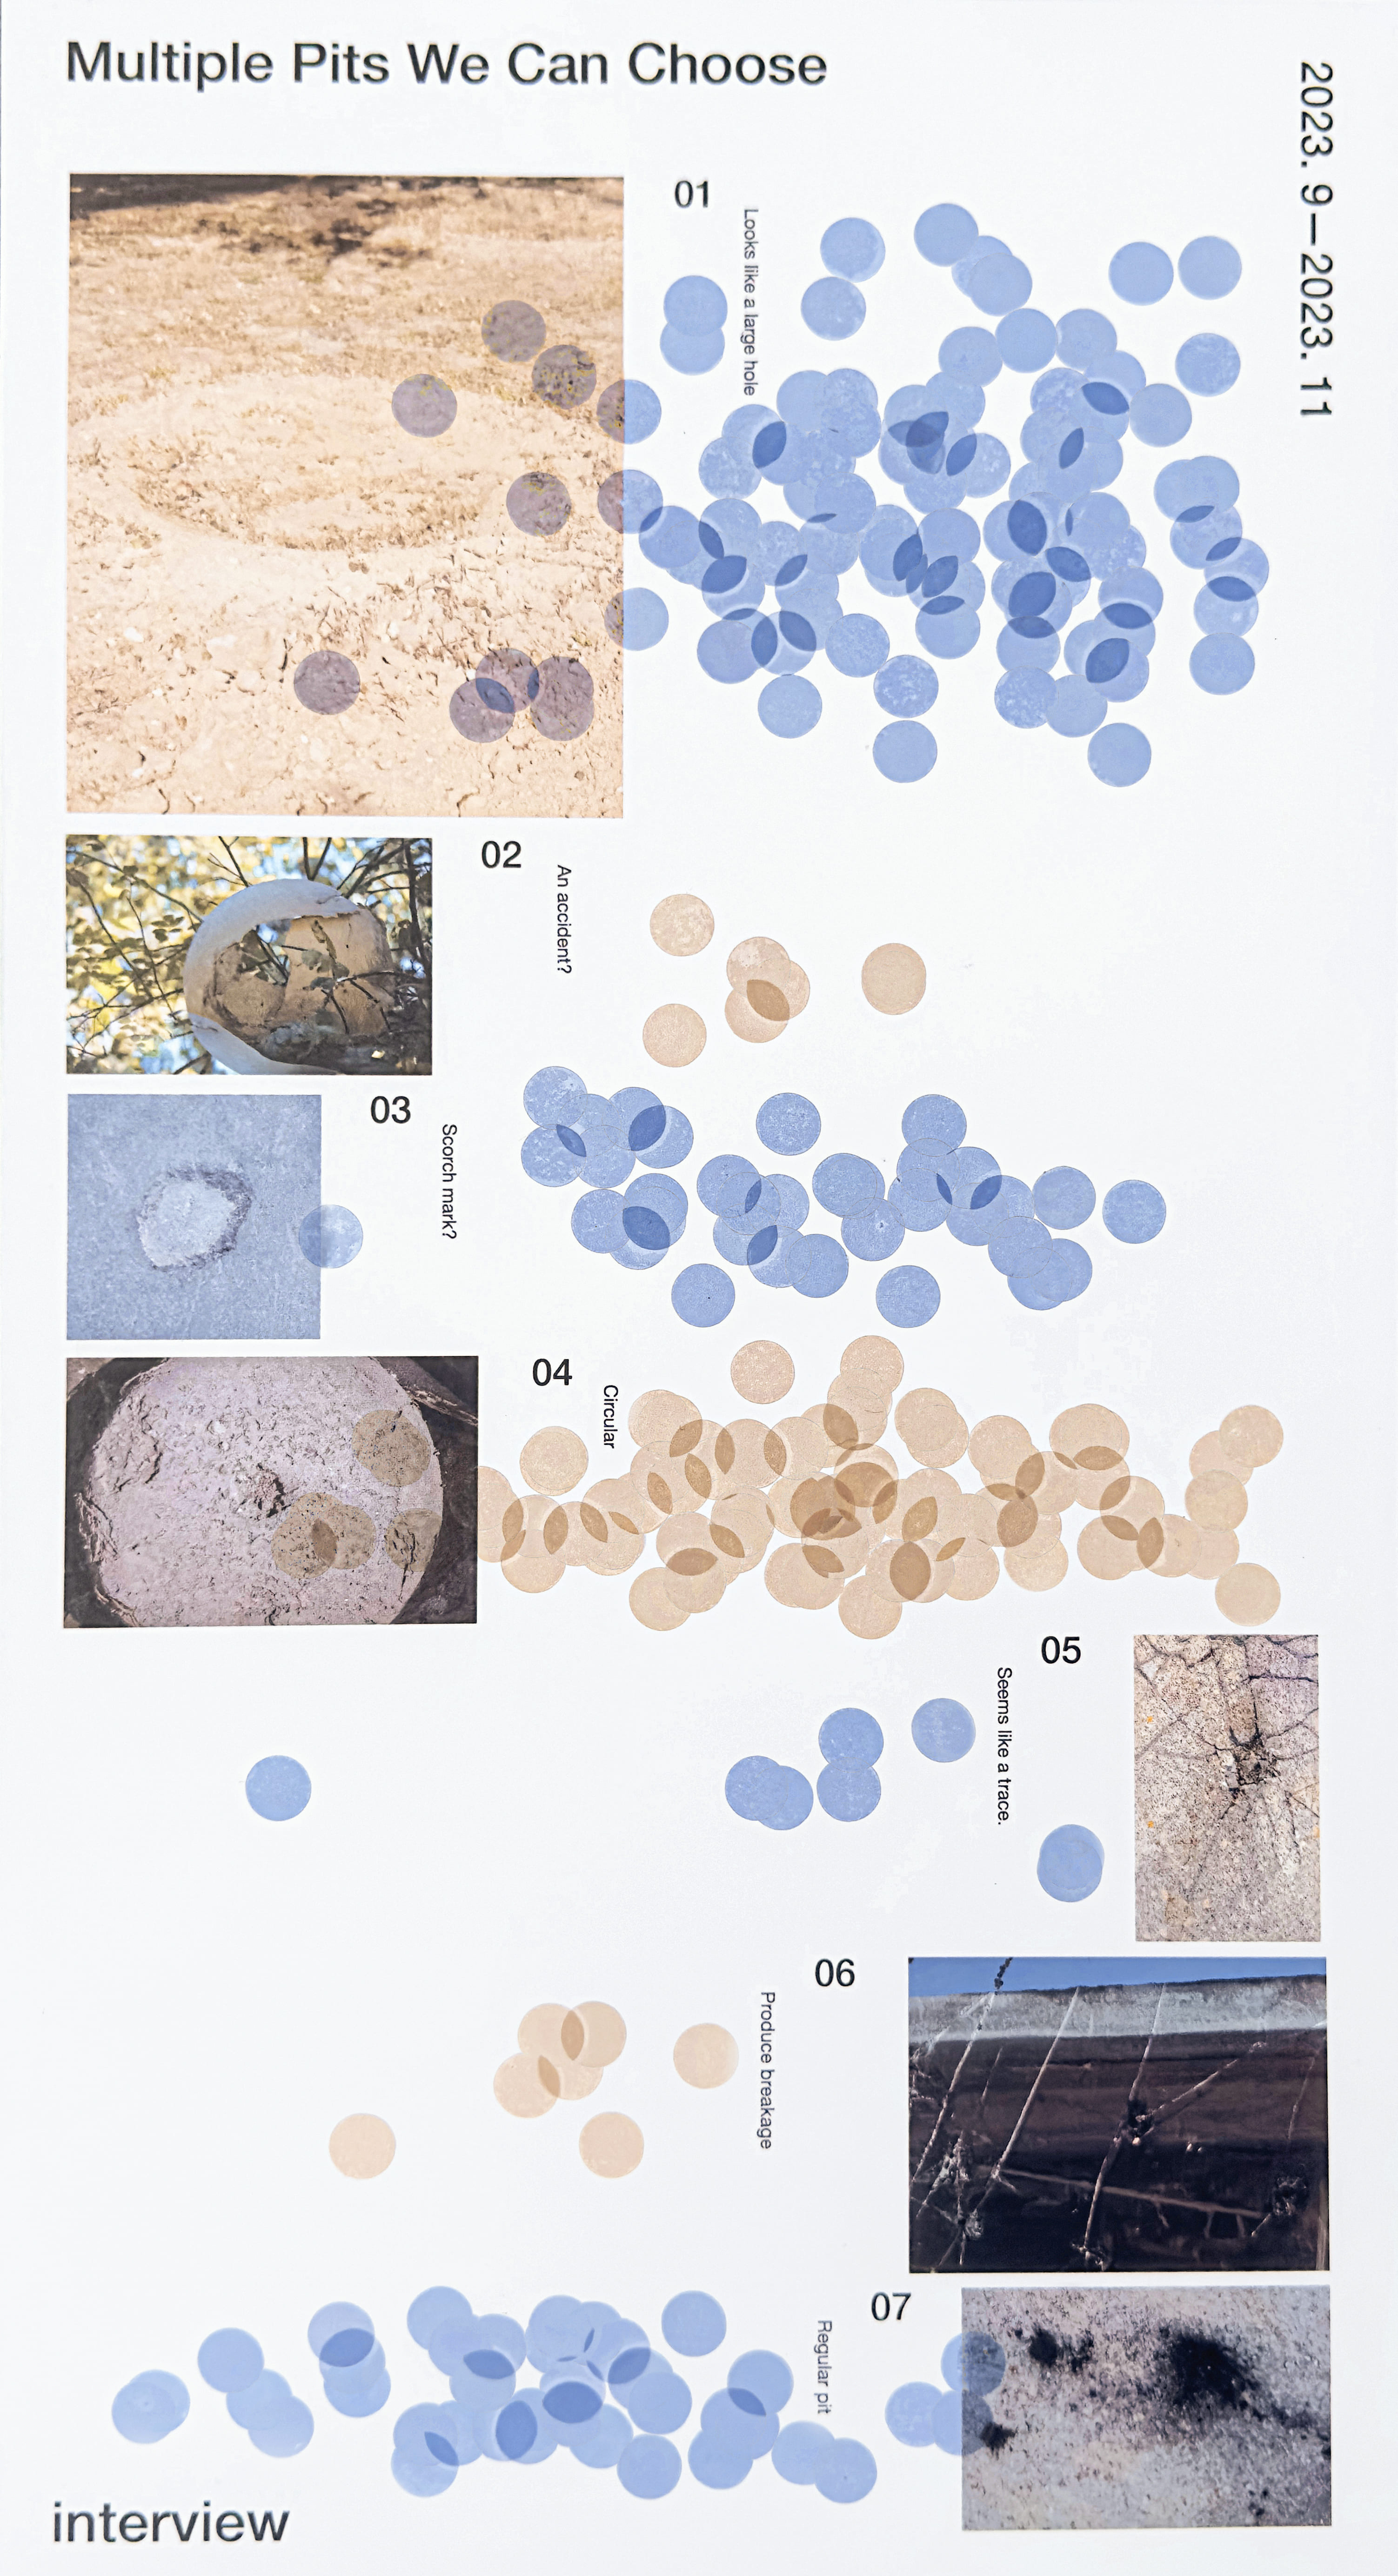 Multiple Pits We Can Choose
2023. 9—2023. 11
01
Looks like a large hole
02
An accident?
03
Scorch mark?
04
Circular
05
Seems like a trace.
06
Produce breakage
07
Regular pit
interview